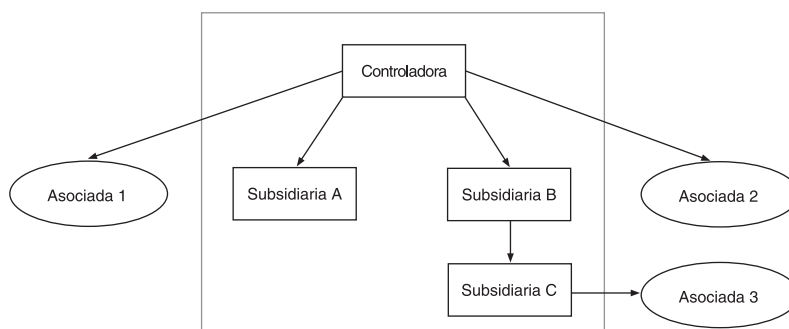 Controladora
Asociada 1
Subsidiaria A
Subsidiaria B
Asociada 2
Subsidiaria C
Asociada 3